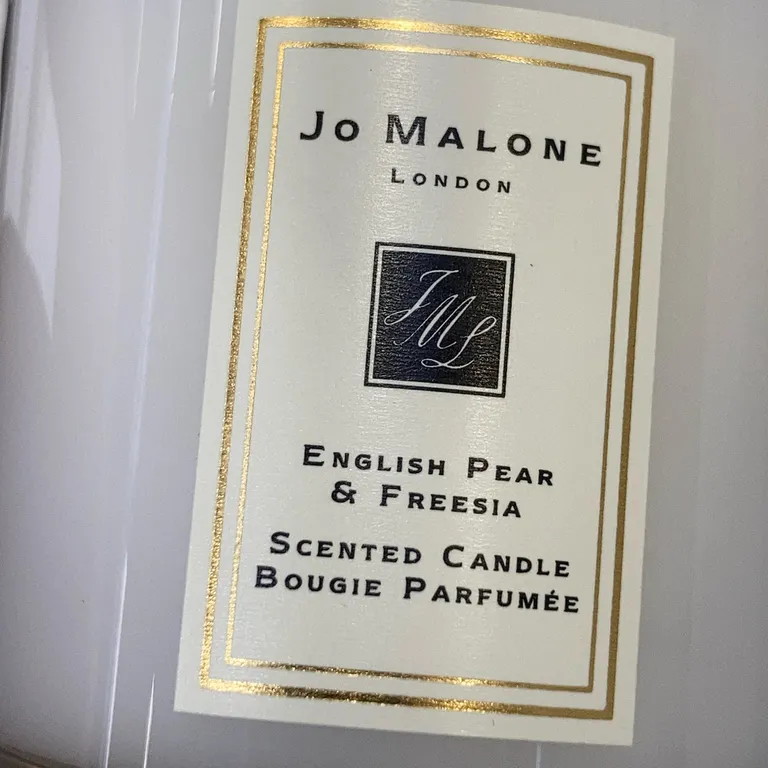 Jo Malone
London
JML
English Pear
& Freesia
Scented Candle
Bougie Parfumée